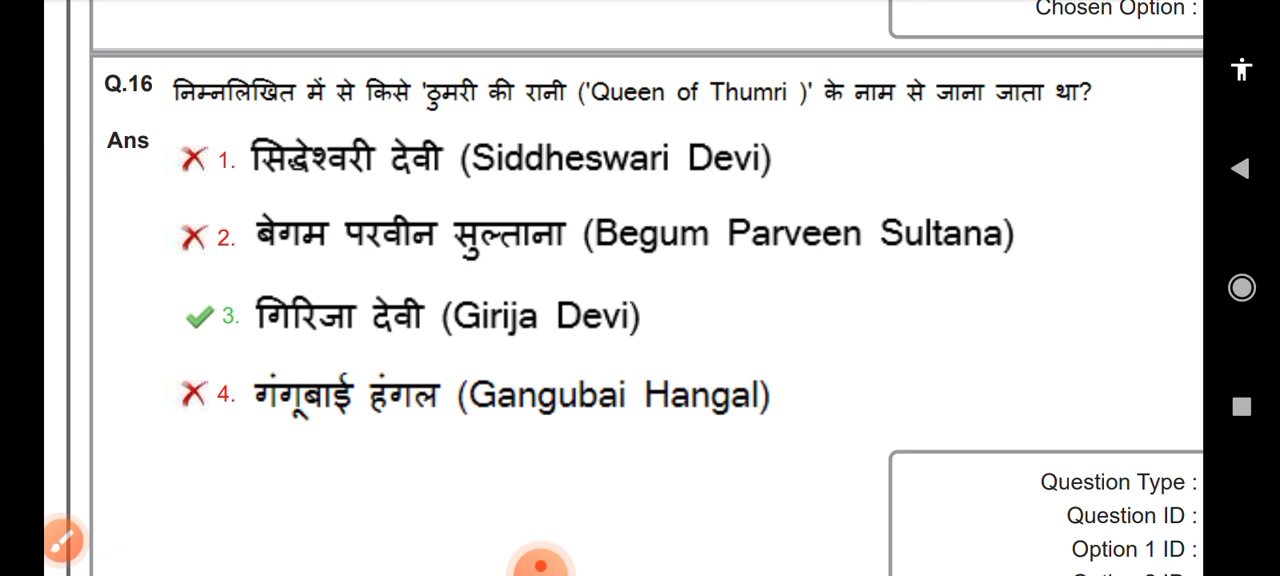 Chosen Option :
Q.16 निम्नलिखित में से किसे 'ठुमरी की रानी ('Queen of Thumri )' के नाम से जाना जाता था?
Ans
1. सिद्धेश्वरी देवी (Siddheswari Devi)
2. बेगम परवीन सुल्ताना (Begum Parveen Sultana)
3. गिरिजा देवी (Girija Devi)
4. गंगूबाई हंगल (Gangubai Hangal)
Question Type :
Question ID :
Option 1 ID :